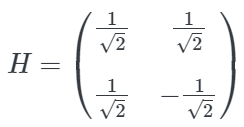 H = ( 1/√2 1/√2
1/√2 −1/√2 )